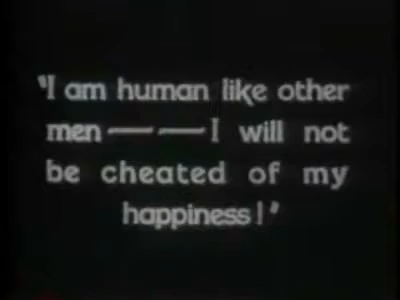 "I am human like other
men — — I will not
be cheated of my
happiness!"